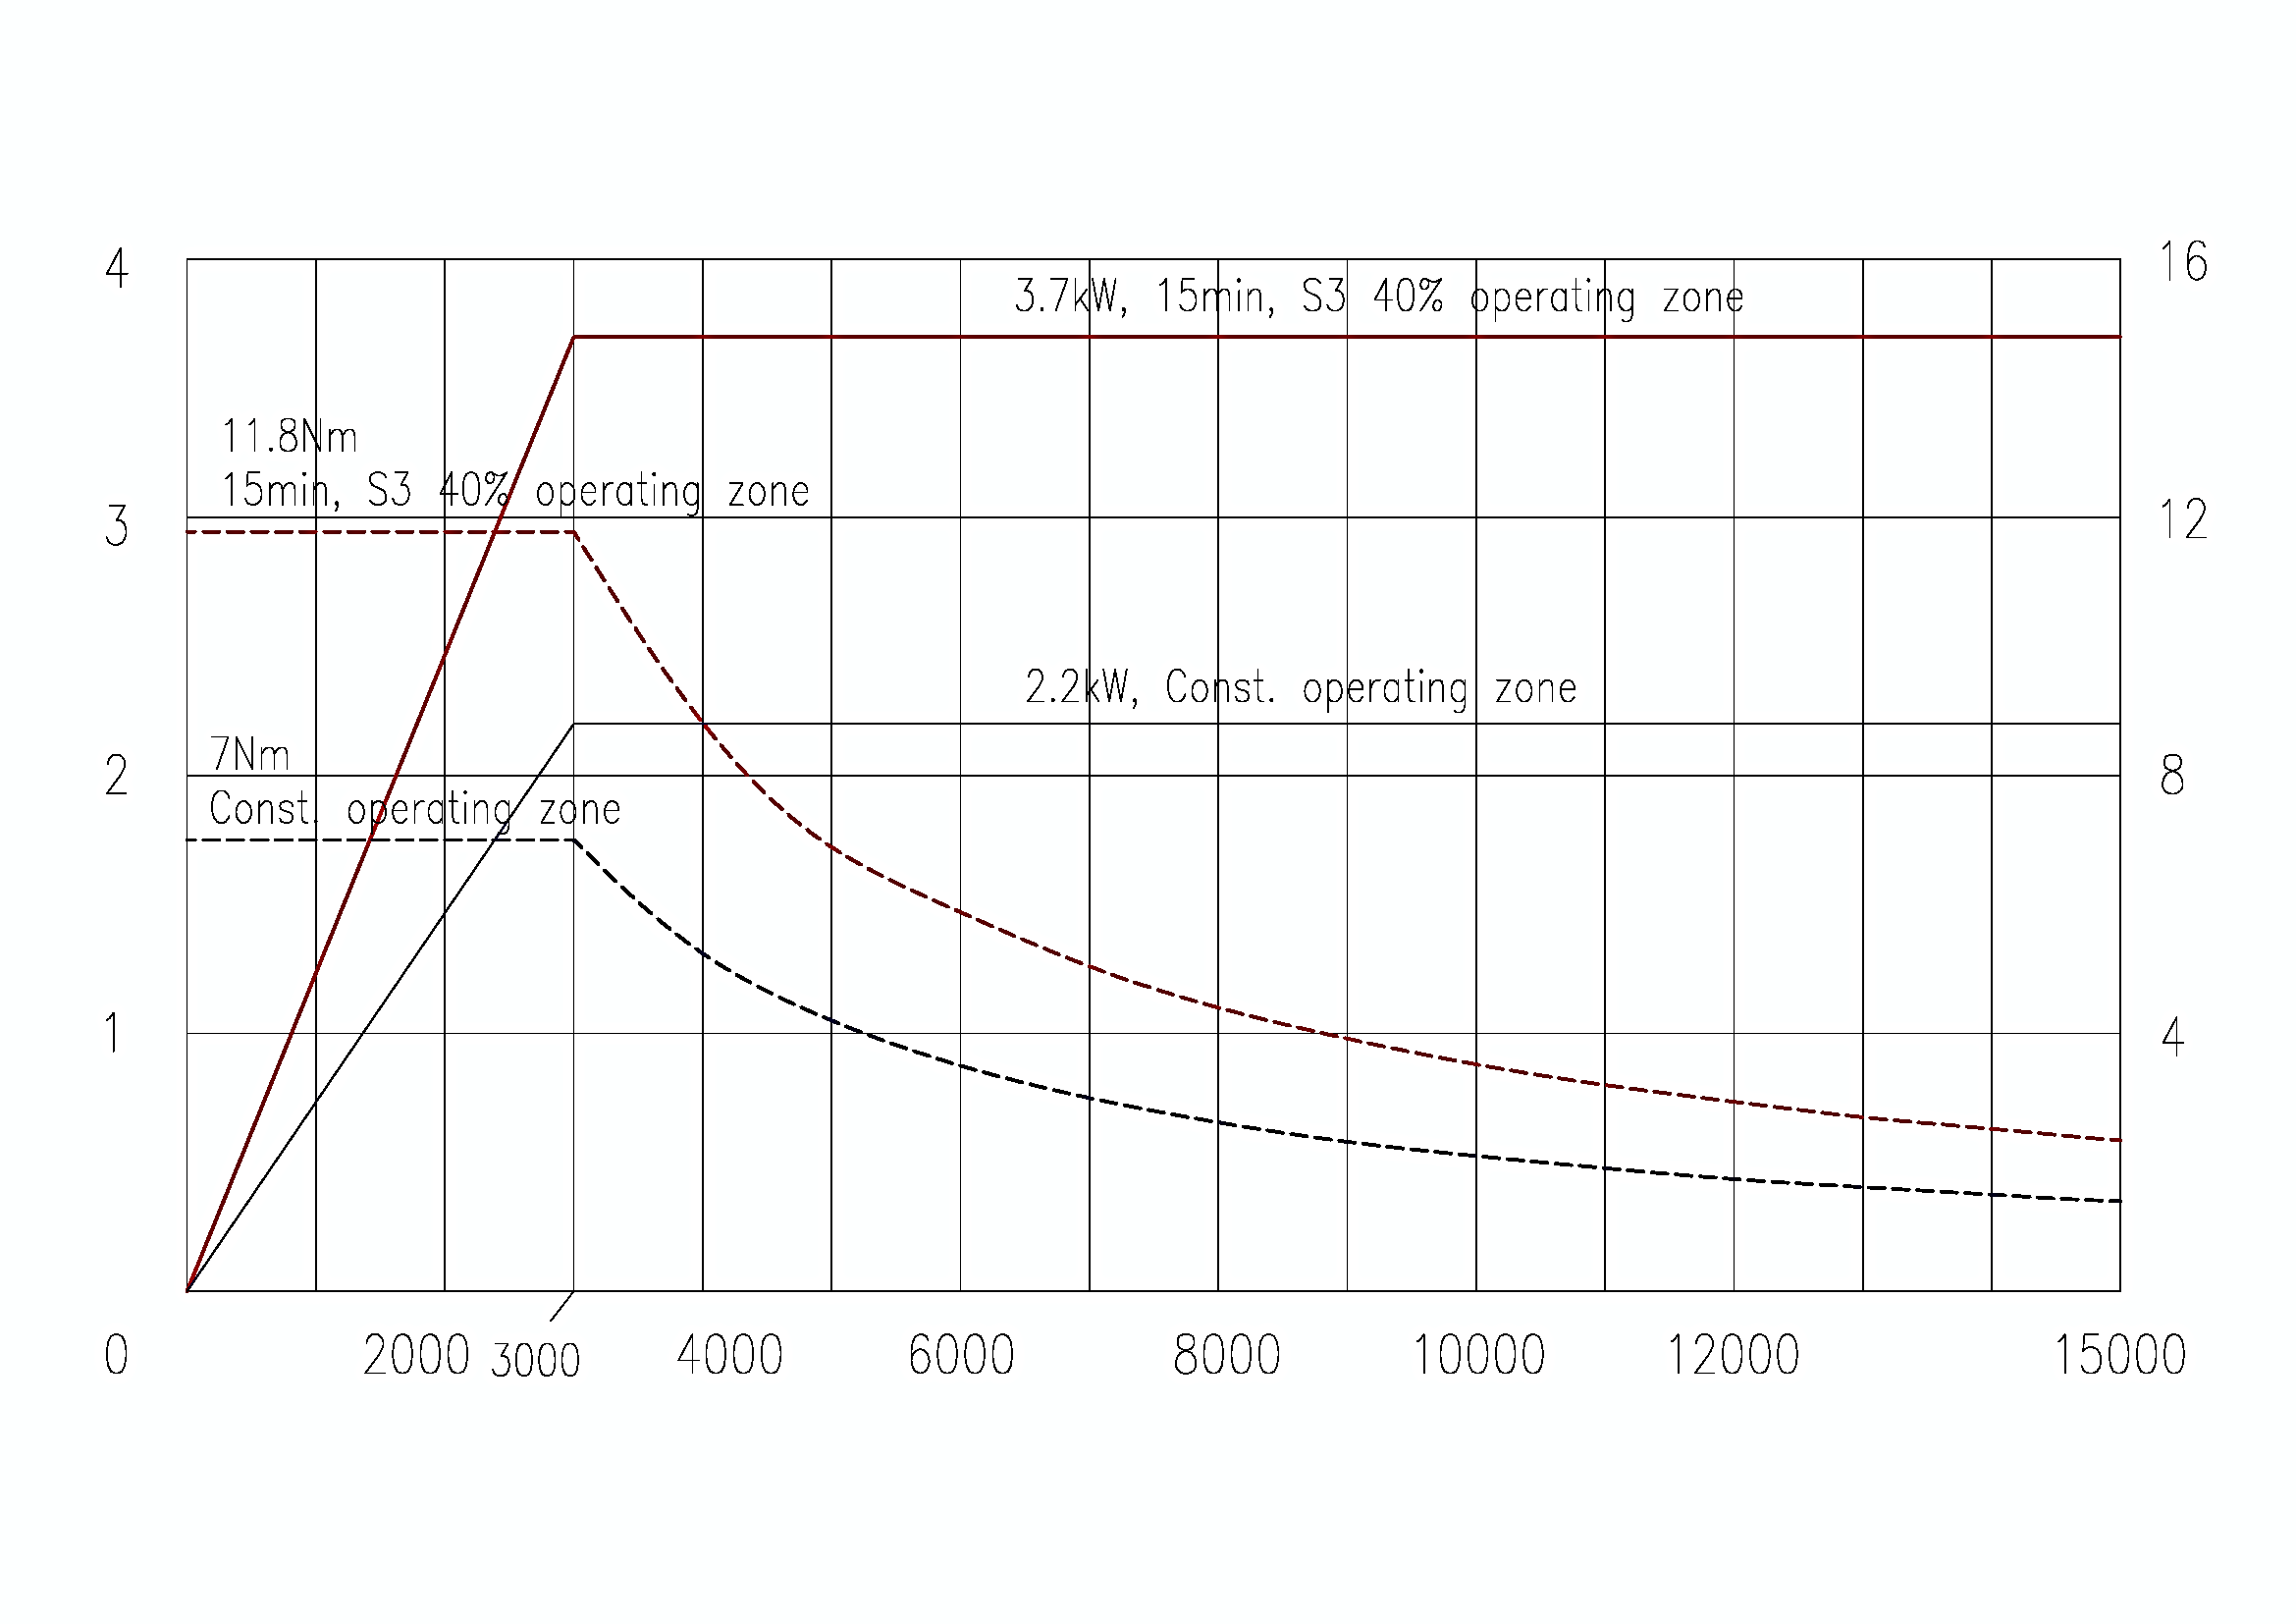 4
16
3.7kW, 15min, S3 40% operating zone
11.8Nm
15min, S3 40% operating zone
3
12
2.2kW, Const. operating zone
7Nm
2
8
Const. operating zone
1
4
0
2000
3000
4000
6000
8000
10000
12000
15000